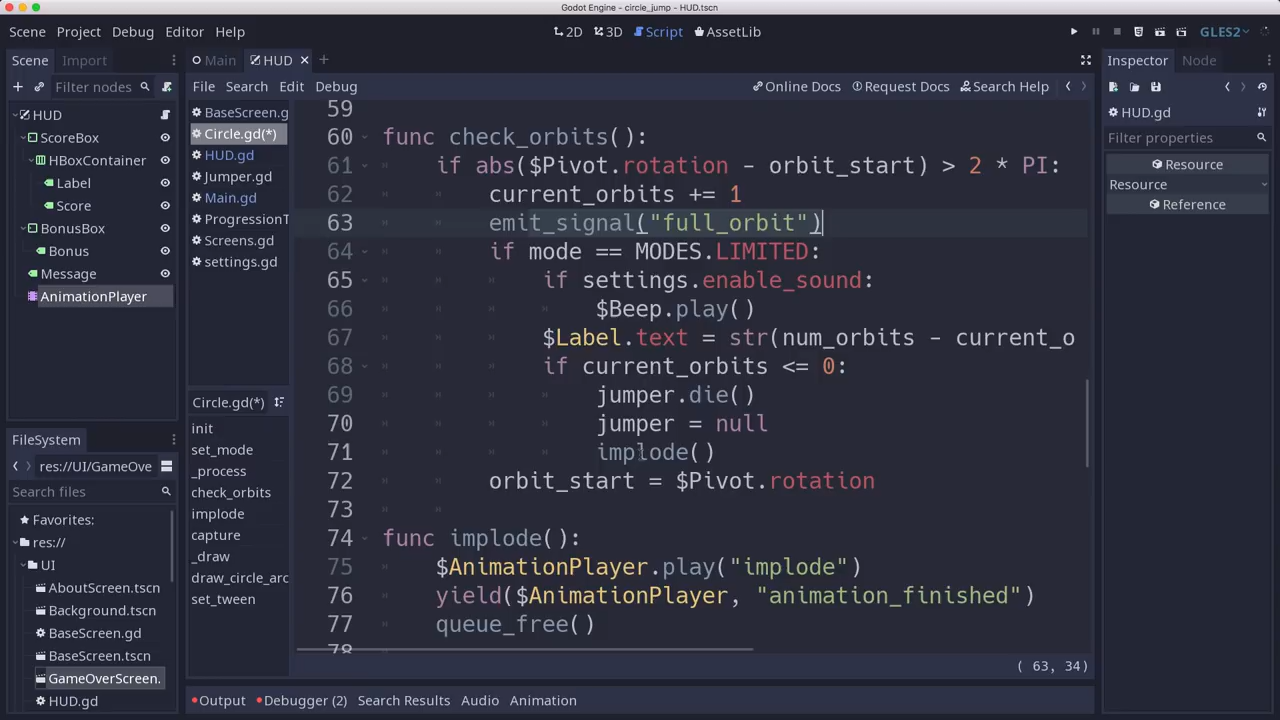 Godot Engine - circle_jump - HUD.tscn
Scene Project Debug Editor Help
2D 3D Script AssetLib
GLES2
Scene Import
Main HUD
Inspector Node
Filter nodes
File Search Edit Debug
Online Docs Request Docs Search Help
HUD
ScoreBox
HBoxContainer
Label
Score
BonusBox
Bonus
Message
AnimationPlayer
FileSystem
res://UI/GameOve
Search files
Favorites:
res://
UI
AboutScreen.tscn
Background.tscn
BaseScreen.gd
BaseScreen.tscn
GameOverScreen.
HUD.gd
BaseScreen.g
Circle.gd(*)
HUD.gd
Jumper.gd
Main.gd
ProgressionT
Screens.gd
settings.gd
Circle.gd(*)
init
set_mode
_process
check_orbits
implode
capture
_draw
draw_circle_arc
set_tween
59
60 func check_orbits():
61 if abs($Pivot.rotation - orbit_start) > 2 * PI:
62 current_orbits += 1
63 emit_signal("full_orbit")
64 if mode == MODES.LIMITED:
65 if settings.enable_sound:
66 $Beep.play()
67 $Label.text = str(num_orbits - current_o
68 if current_orbits <= 0:
69 jumper.die()
70 jumper = null
71 implode()
72 orbit_start = $Pivot.rotation
73
74 func implode():
75 $AnimationPlayer.play("implode")
76 yield($AnimationPlayer, "animation_finished")
77 queue_free()
78
( 63, 34)
Output Debugger (2) Search Results Audio Animation
HUD.gd
Filter properties
Resource
Resource
Reference